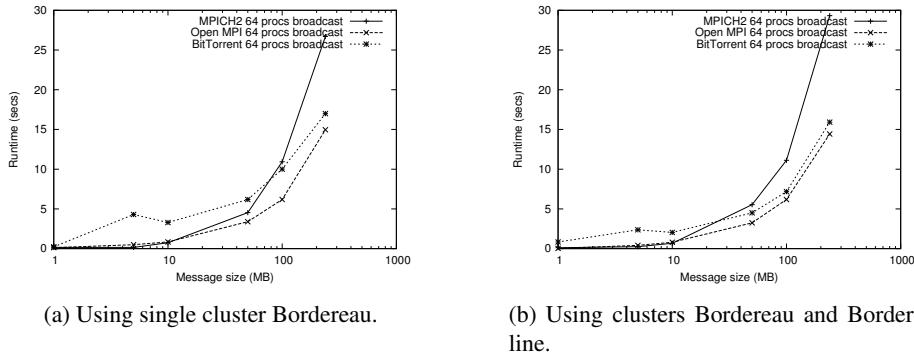 30
25
20
15
10
5
0
Runtime (secs)
MPICH2 64 procs broadcast
Open MPI 64 procs broadcast
BitTorrent 64 procs broadcast
1
10
100
1000
Message size (MB)
(a) Using single cluster Bordereau.
30
25
20
15
10
5
0
Runtime (secs)
MPICH2 64 procs broadcast
Open MPI 64 procs broadcast
BitTorrent 64 procs broadcast
1
10
100
1000
Message size (MB)
(b) Using clusters Bordereau and Border
line.